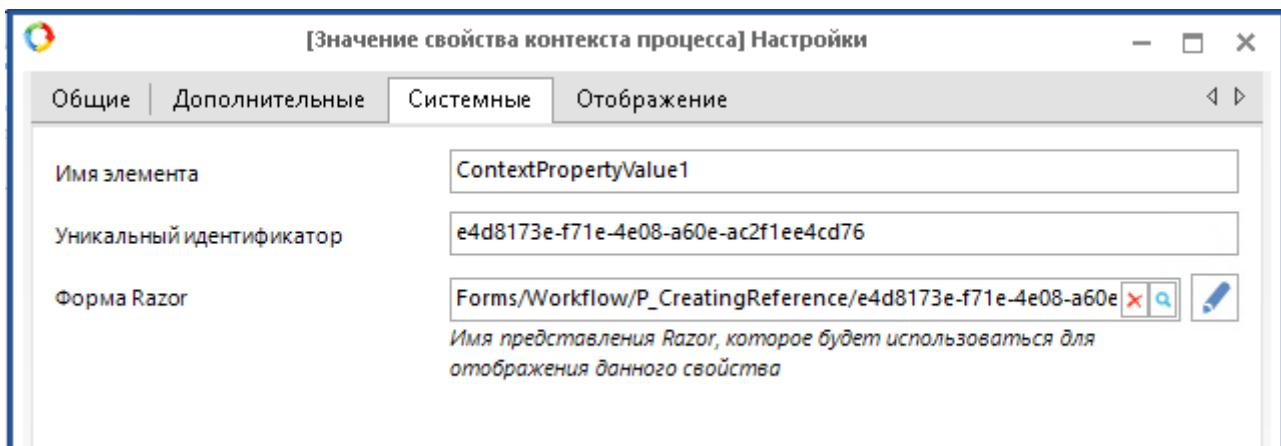 [Значение свойства контекста процесса] Настройки
Общие Дополнительные Системные Отображение
Имя элемента ContextPropertyValue1
Уникальный идентификатор e4d8173e-f71e-4e08-a60e-ac2f1ee4cd76
Форма Razor Forms/Workflow/P_CreatingReference/e4d8173e-f71e-4e08-a60e
Имя представления Razor, которое будет использоваться для
отображения данного свойства